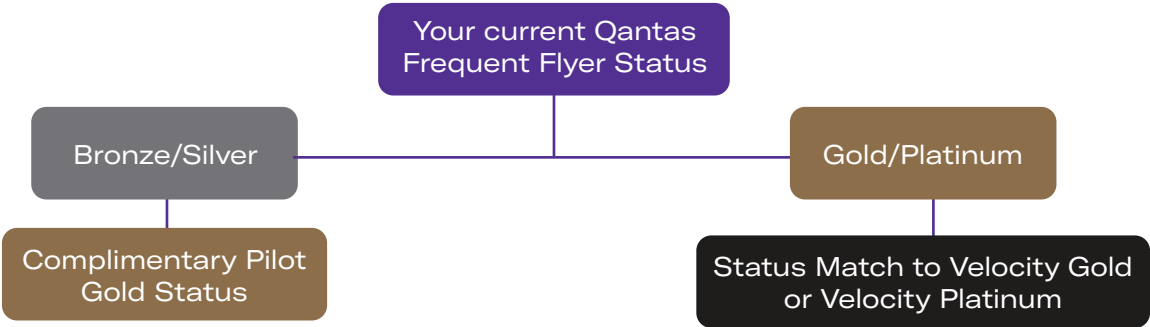 Your current Qantas
Frequent Flyer Status
Bronze/Silver
Gold/Platinum
Complimentary Pilot
Gold Status
Status Match to Velocity Gold
or Velocity Platinum